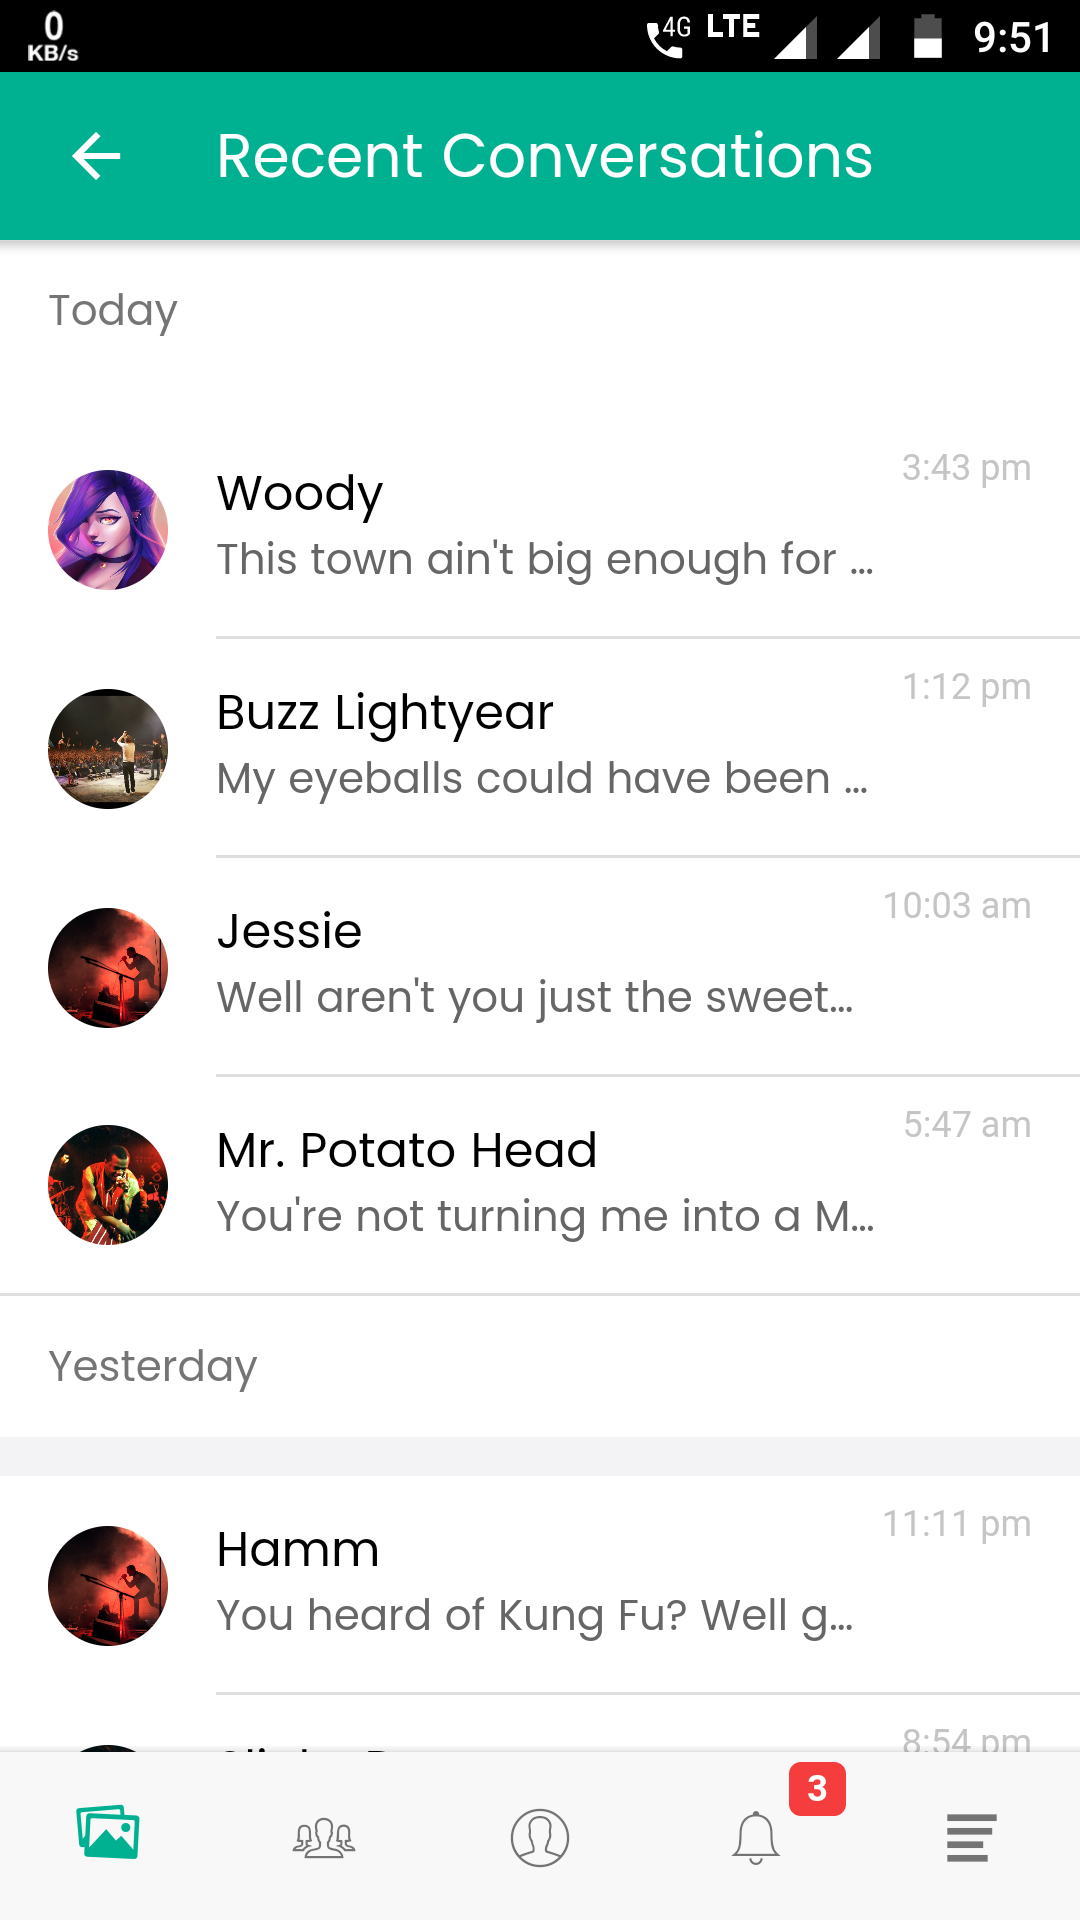 0
KB/s
4G LTE 9:51
Recent Conversations
Today
3:43 pm
Woody
This town ain't big enough for ...
1:12 pm
Buzz Lightyear
My eyeballs could have been ...
10:03 am
Jessie
Well aren't you just the sweet...
5:47 am
Mr. Potato Head
You're not turning me into a M...
Yesterday
11:11 pm
Hamm
You heard of Kung Fu? Well g...
8:54 pm
3